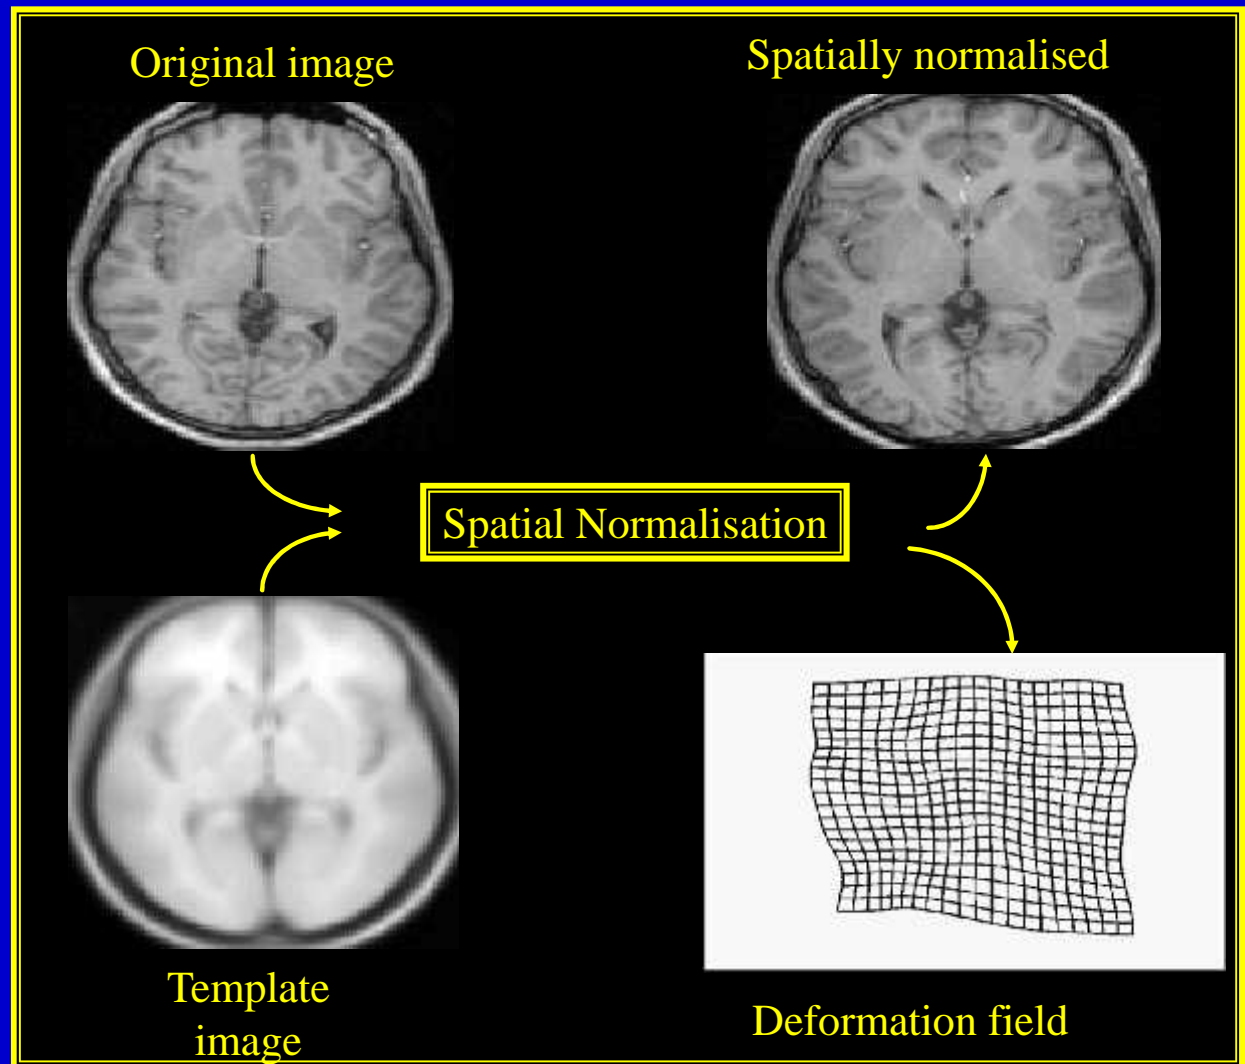 Original image
Spatially normalised
Spatial Normalisation
Template
image
Deformation field